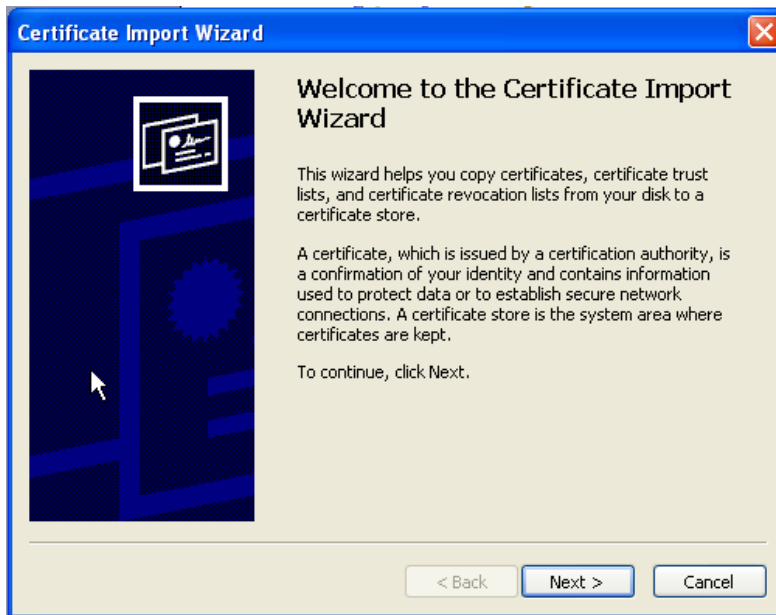 Certificate Import Wizard
Welcome to the Certificate Import
Wizard
This wizard helps you copy certificates, certificate trust
lists, and certificate revocation lists from your disk to a
certificate store.
A certificate, which is issued by a certification authority, is
a confirmation of your identity and contains information
used to protect data or to establish secure network
connections. A certificate store is the system area where
certificates are kept.
To continue, click Next.
< Back
Next >
Cancel